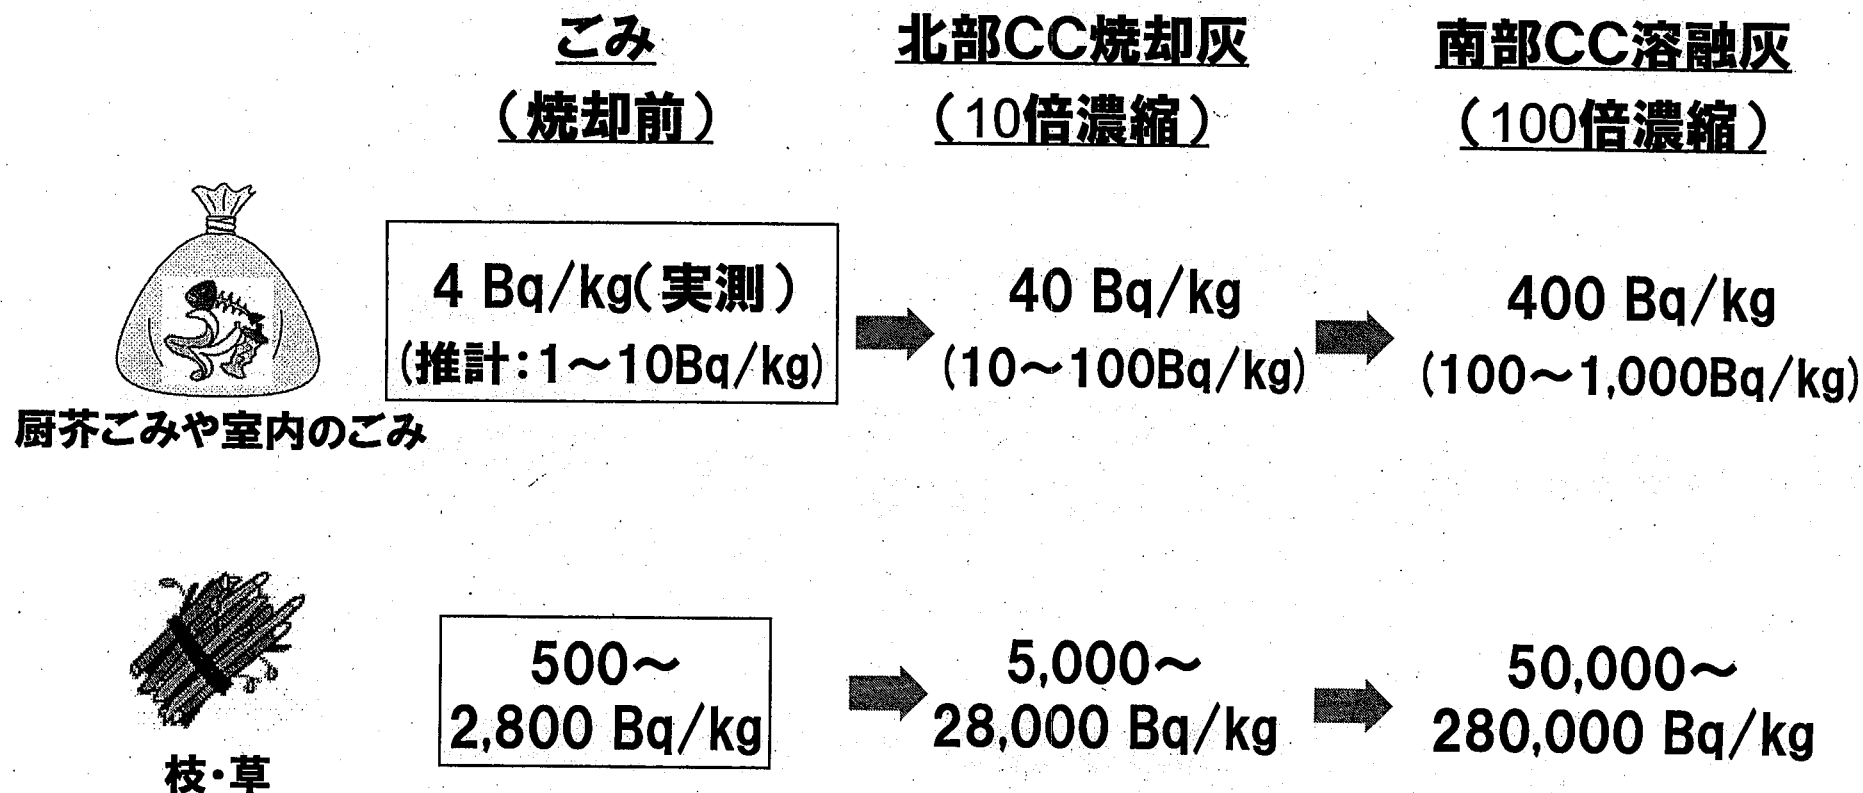 ごみ
（焼却前）
北部CC焼却灰
（10倍濃縮）
南部CC溶融灰
（100倍濃縮）
4 Bq/kg（実測）
(推計：1～10Bq/kg)
40 Bq/kg
(10～100Bq/kg)
400 Bq/kg
(100～1,000Bq/kg)
厨芥ごみや室内のごみ
500～
2,800 Bq/kg
5,000～
28,000 Bq/kg
50,000～
280,000 Bq/kg
枝・草